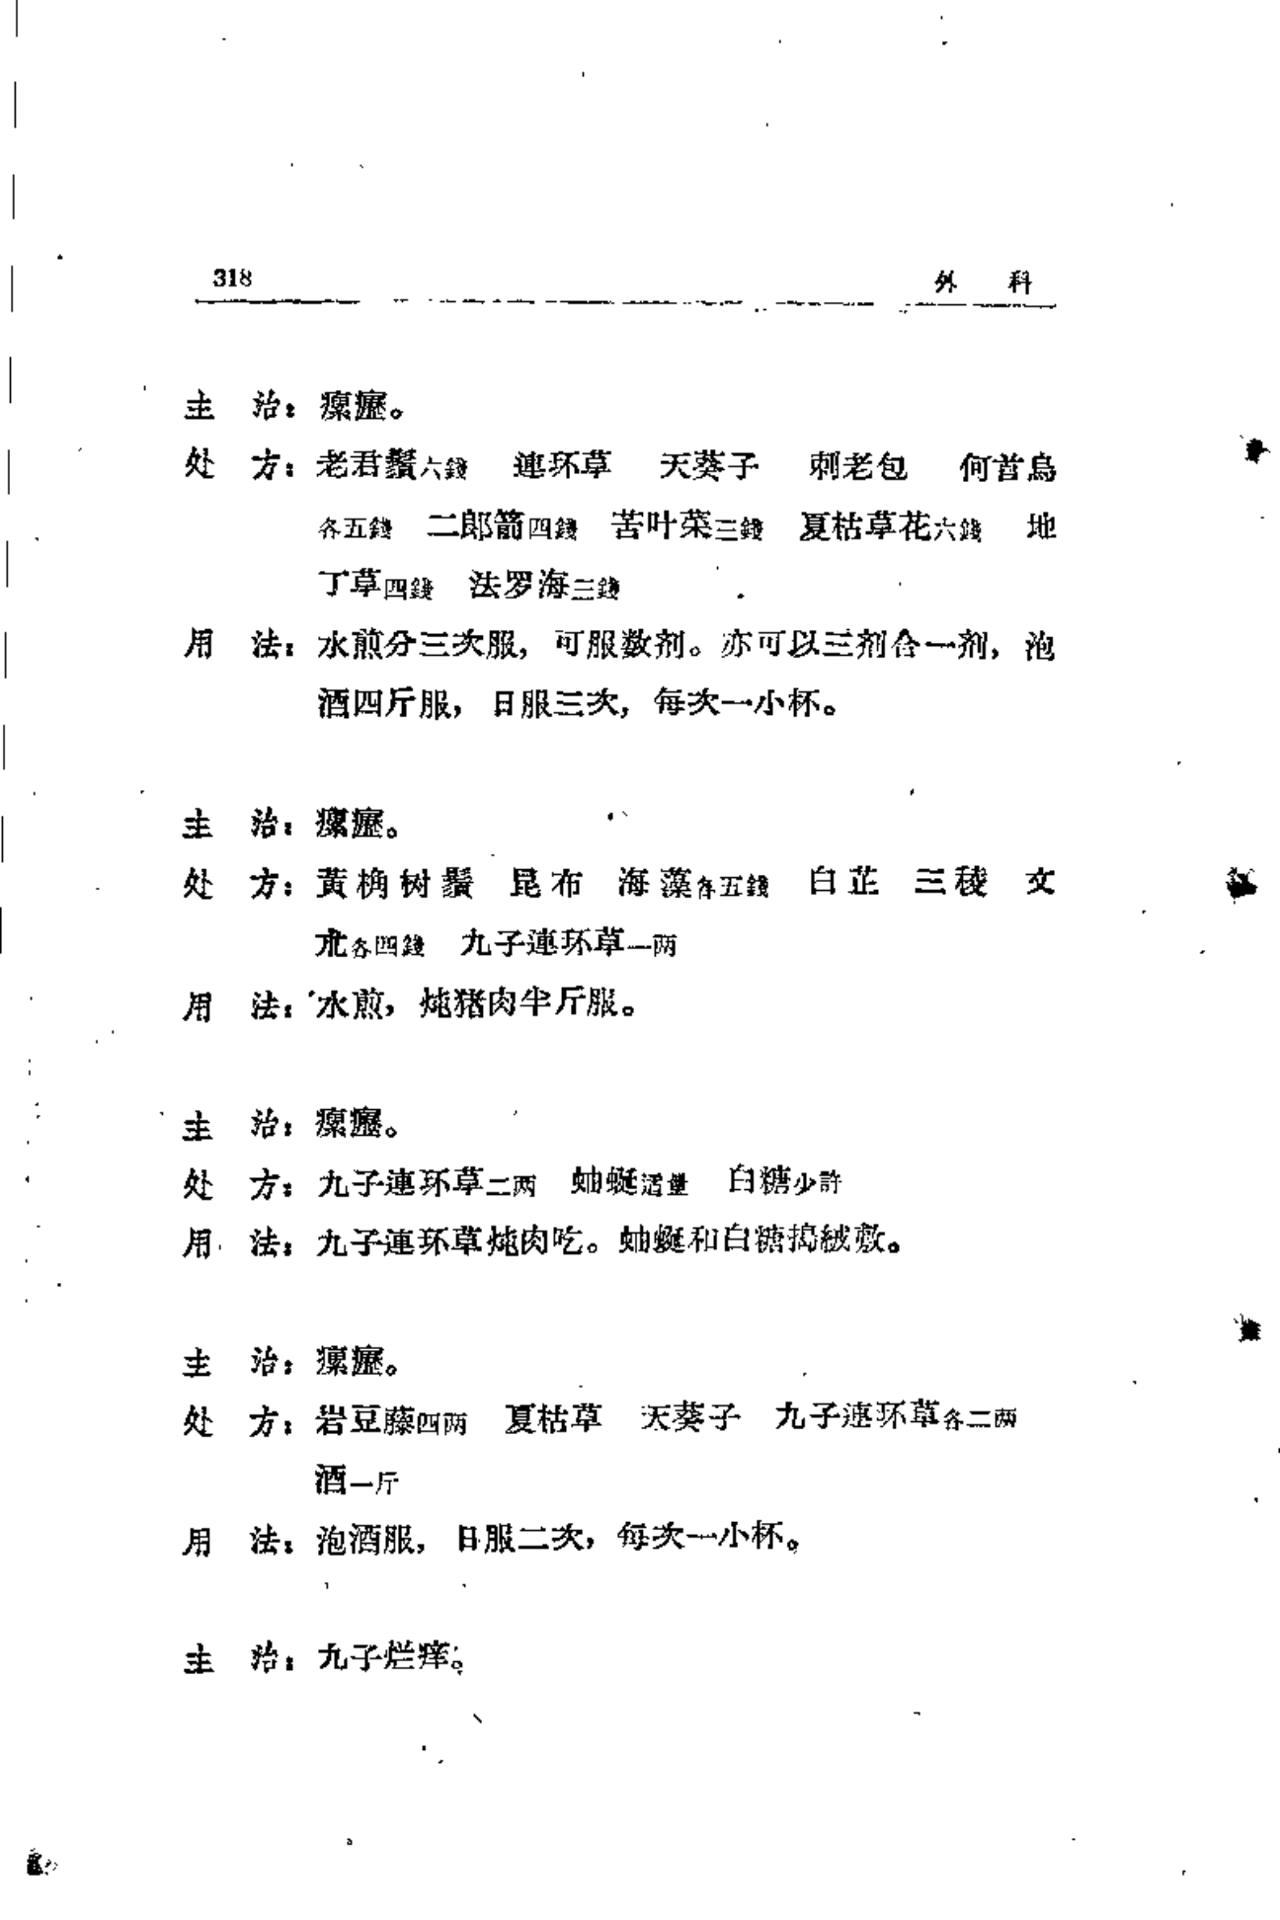 318
外 科
主 治：瘰癧。
处 方：老君鬚六錢 連环草 天葵子 刺老包 何首烏
各五錢 二郎箭四錢 苦叶菜三錢 夏枯草花六錢 地
丁草四錢 法罗海三錢
用 法：水煎分三次服，可服数剂。亦可以三剂合一剂，泡
酒四斤服，日服三次，每次一小杯。
主 治：瘰癧。
处 方：黄桷树鬚 昆布 海藻各五錢 白芷 三稜 文
朮各四錢 九子連环草一两
用 法：水煎，炖猪肉半斤服。
主 治：瘰癧。
处 方：九子連环草二两 蚰蜒适量 白糖少許
用 法：九子連环草炖肉吃。蚰蜒和白糖搗絨敷。
主 治：瘰癧。
处 方：岩豆藤四两 夏枯草 天葵子 九子連环草各二两
酒一斤
用 法：泡酒服，日服二次，每次一小杯。
主 治：九子烂痒。